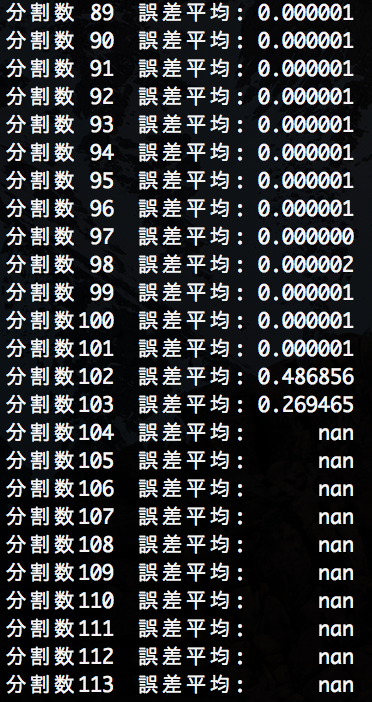 分割数 89 誤差平均: 0.000001
分割数 90 誤差平均: 0.000001
分割数 91 誤差平均: 0.000001
分割数 92 誤差平均: 0.000001
分割数 93 誤差平均: 0.000001
分割数 94 誤差平均: 0.000001
分割数 95 誤差平均: 0.000001
分割数 96 誤差平均: 0.000001
分割数 97 誤差平均: 0.000000
分割数 98 誤差平均: 0.000002
分割数 99 誤差平均: 0.000001
分割数100 誤差平均: 0.000001
分割数101 誤差平均: 0.000001
分割数102 誤差平均: 0.486856
分割数103 誤差平均: 0.269465
分割数104 誤差平均: nan
分割数105 誤差平均: nan
分割数106 誤差平均: nan
分割数107 誤差平均: nan
分割数108 誤差平均: nan
分割数109 誤差平均: nan
分割数110 誤差平均: nan
分割数111 誤差平均: nan
分割数112 誤差平均: nan
分割数113 誤差平均: nan